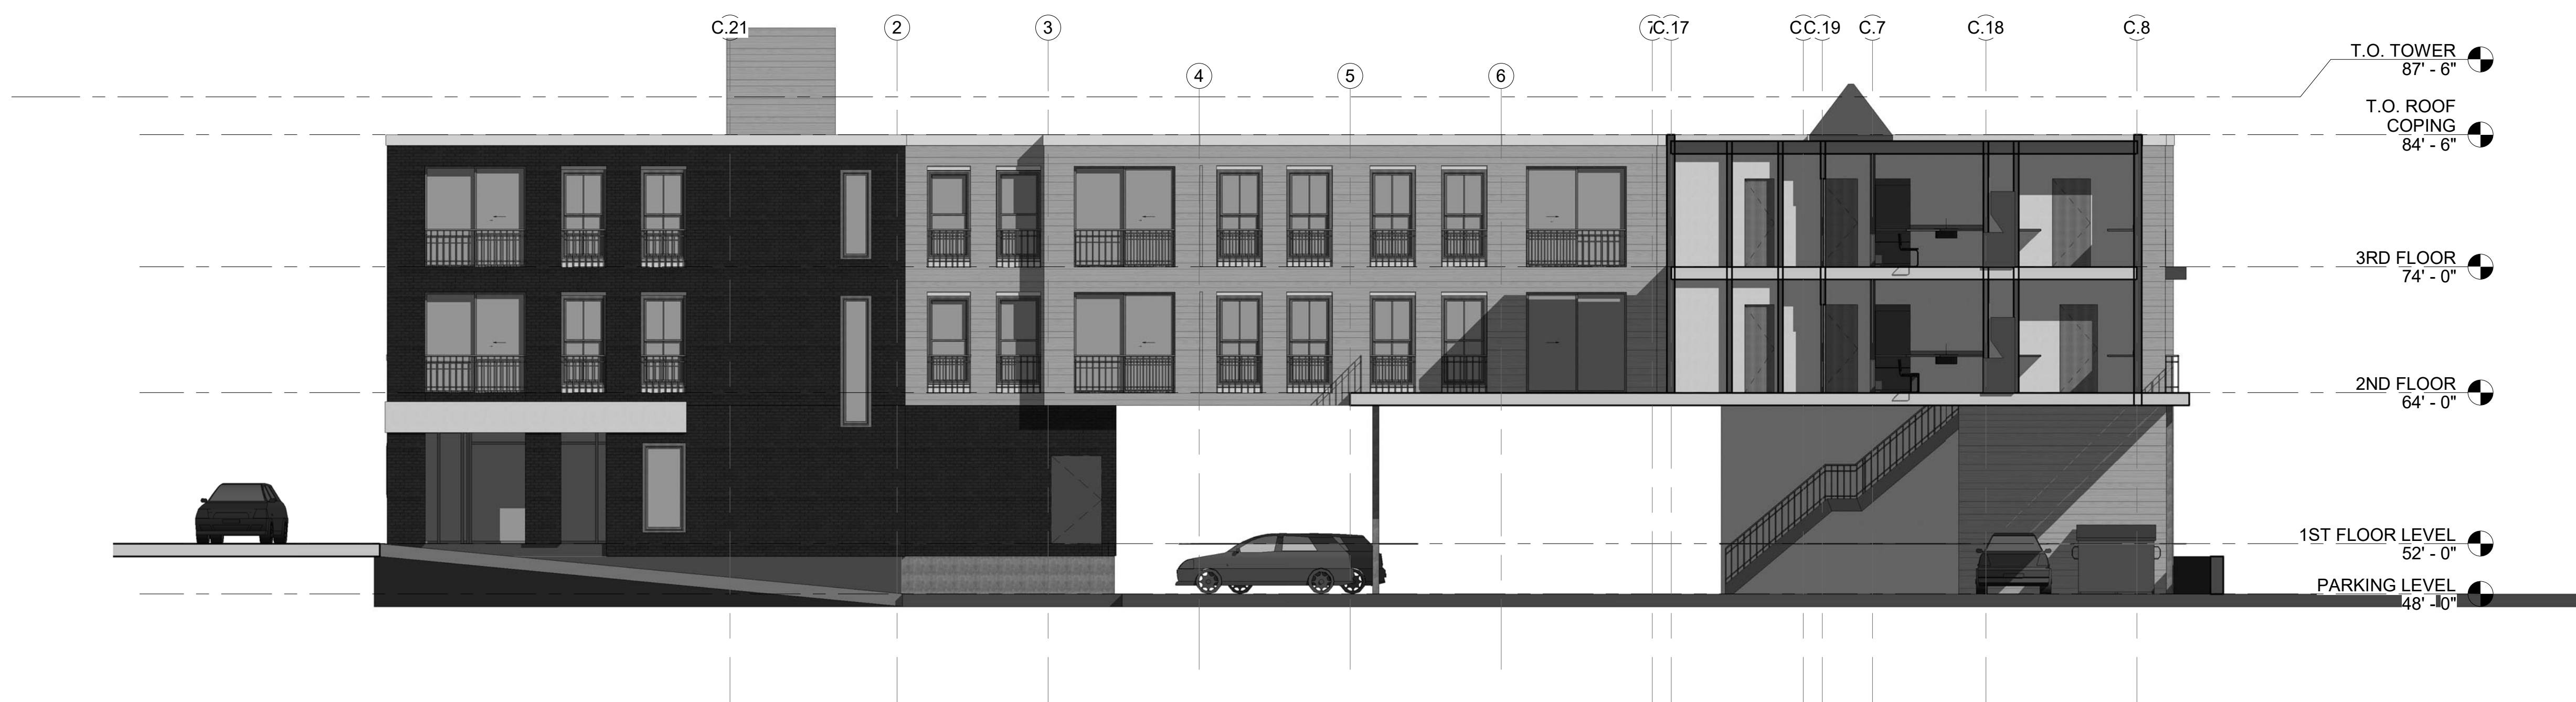 C.21
2
3
4
5
6
7
C.17
C
C.19
C.7
C.18
C.8
T.O. TOWER
87' - 6"
T.O. ROOF
COPING
84' - 6"
3RD FLOOR
74' - 0"
2ND FLOOR
64' - 0"
1ST FLOOR LEVEL
52' - 0"
PARKING LEVEL
48' - 0"